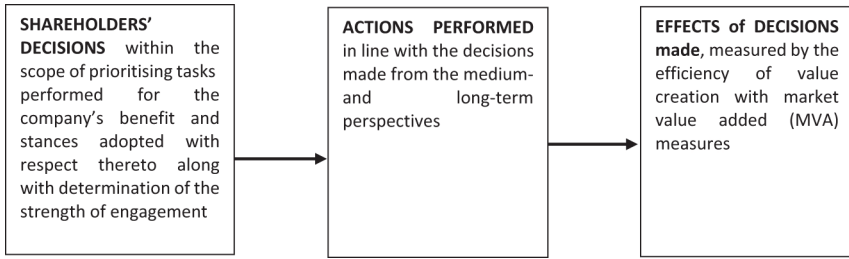 SHAREHOLDERS’
DECISIONS within the
scope of prioritising tasks
performed for the
company’s benefit and
stances adopted with
respect thereto along
with determination of the
strength of engagement
ACTIONS PERFORMED
in line with the decisions
made from the medium-
and long-term
perspectives
EFFECTS of DECISIONS
made, measured by the
efficiency of value
creation with market
value added (MVA)
measures